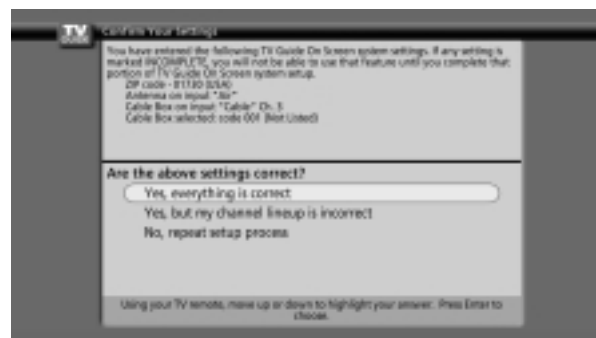 TV
GUIDE
Confirm Your Settings
You have entered the following TV Guide On Screen system settings. If any setting is
marked INCOMPLETE, you will not be able to use that feature until you complete that
portion of TV Guide On Screen system setup.
ZIP code - 01730 (USA)
Antenna on input "Air"
Cable Box on input: "Cable" Ch. 3
Cable Box selected: code 001 (Not Listed)
Are the above settings correct?
Yes, everything is correct
Yes, but my channel lineup is incorrect
No, repeat setup process
Using your TV remote, move up or down to highlight your answer. Press Enter to
choose.